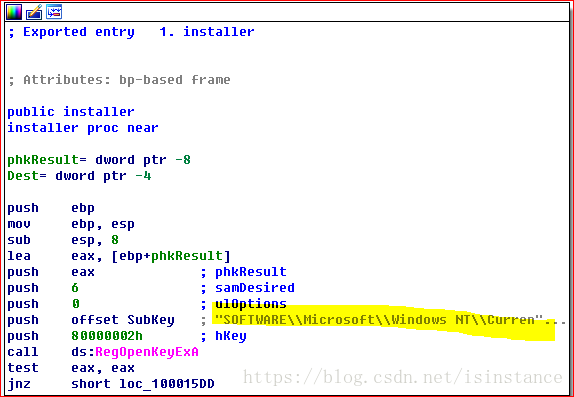 ; Exported entry   1. installer
; Attributes: bp-based frame
public installer
installer proc near
phkResult= dword ptr -8
Dest= dword ptr -4
push    ebp
mov     ebp, esp
sub     esp, 8
lea     eax, [ebp+phkResult]
push    eax             ; phkResult
push    6               ; samDesired
push    0               ; ulOptions
push    offset SubKey   ; "SOFTWARE\\Microsoft\\Windows NT\\Curren"...
push    80000002h       ; hKey
call    ds:RegOpenKeyExA
test    eax, eax
jnz     short loc_100015DD
https://blog.csdn.net/isinstance